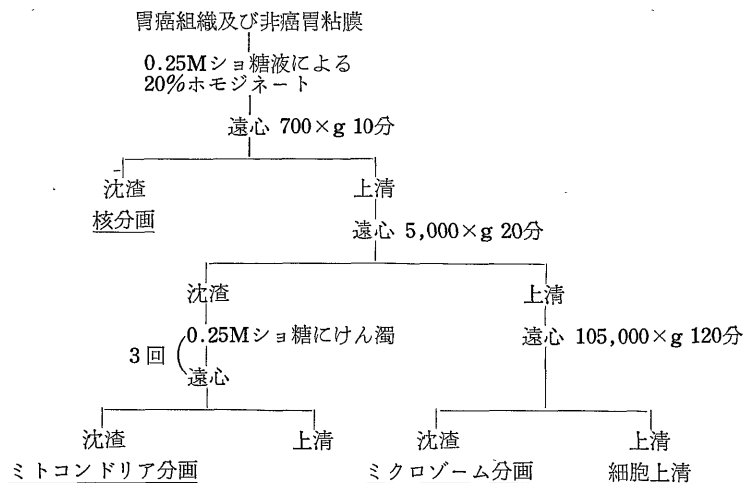 胃癌組織及び非癌胃粘膜
0.25Mショ糖液による
20%ホモジネート
遠心 700×g 10分
沈渣
上清
核分画
遠心 5,000×g 20分
沈渣
上清
0.25Mショ糖にけん濁
遠心 105,000×g 120分
3回
遠心
沈渣
上清
沈渣
上清
ミトコンドリア分画
ミクロゾーム分画
細胞上清